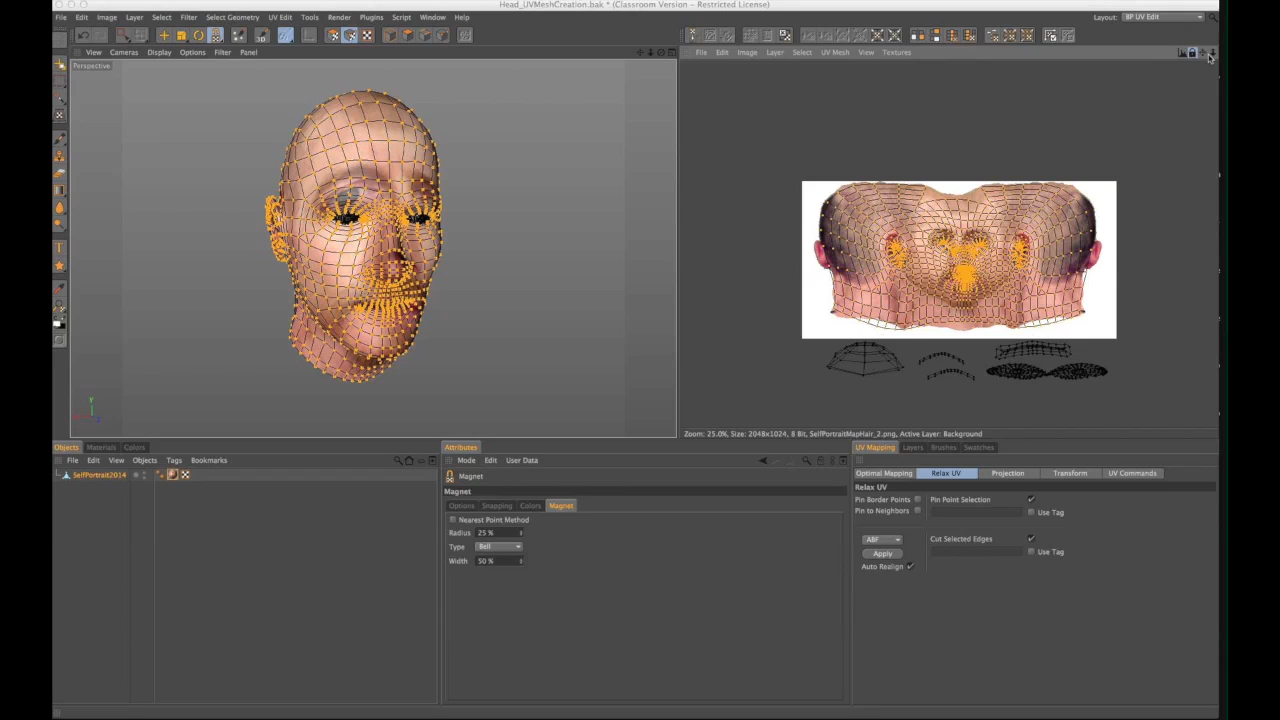 Head_UVMeshCreation.bak * (Classroom Version – Restricted License)
File Edit Image Layer Select Filter Select Geometry UV Edit Tools Render Plugins Script Window Help
Layout: BP UV Edit
View Cameras Display Options Filter Panel
File Edit Image Layer Select UV Mesh View Textures
Perspective
Y
Zoom: 25.0%, Size: 2048x1024, 8 Bit, SelfPortraitMapHair_2.png, Active Layer: Background
Objects Materials Colors
Attributes
UV Mapping Layers Brushes Swatches
File Edit View Objects Tags Bookmarks
Mode Edit User Data
SelfPortrait2014
Magnet
Optimal Mapping Relax UV Projection Transform UV Commands
Magnet
Relax UV
Options Snapping Colors Magnet
Pin Border Points Pin Point Selection
Pin to Neighbors Use Tag
Nearest Point Method
Radius 25 %
Type Bell
Width 50 %
ABF Cut Selected Edges
Apply Use Tag
Auto Realign